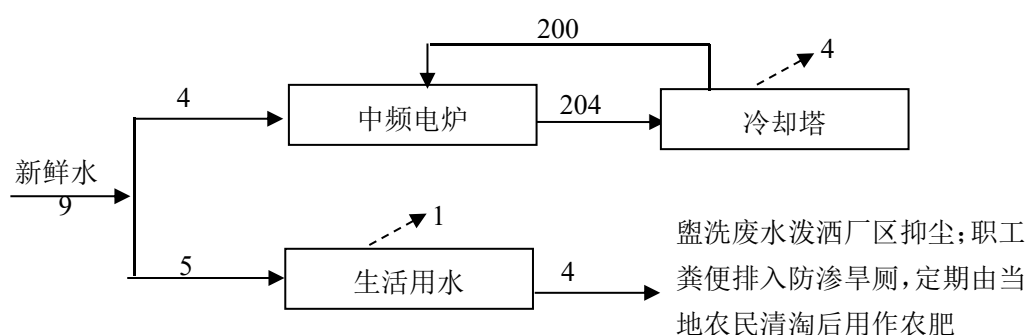 200
4
4
中频电炉
204
冷却塔
新鲜水
9
5
1
生活用水
4
盥洗废水泼洒厂区抑尘；职工
粪便排入防渗旱厕，定期由当
地农民清淘后用作农肥